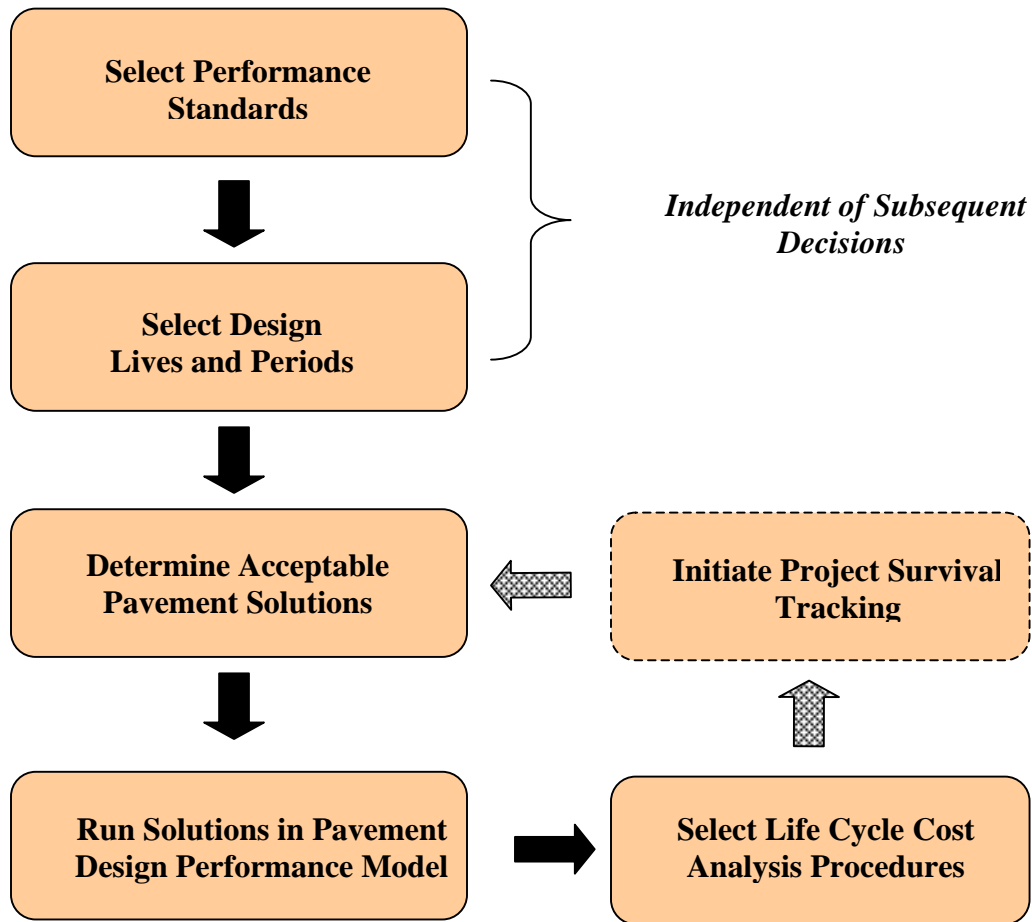 Select Performance
Standards
Independent of Subsequent
Decisions
Select Design
Lives and Periods
Determine Acceptable
Pavement Solutions
Initiate Project Survival
Tracking
Run Solutions in Pavement
Design Performance Model
Select Life Cycle Cost
Analysis Procedures